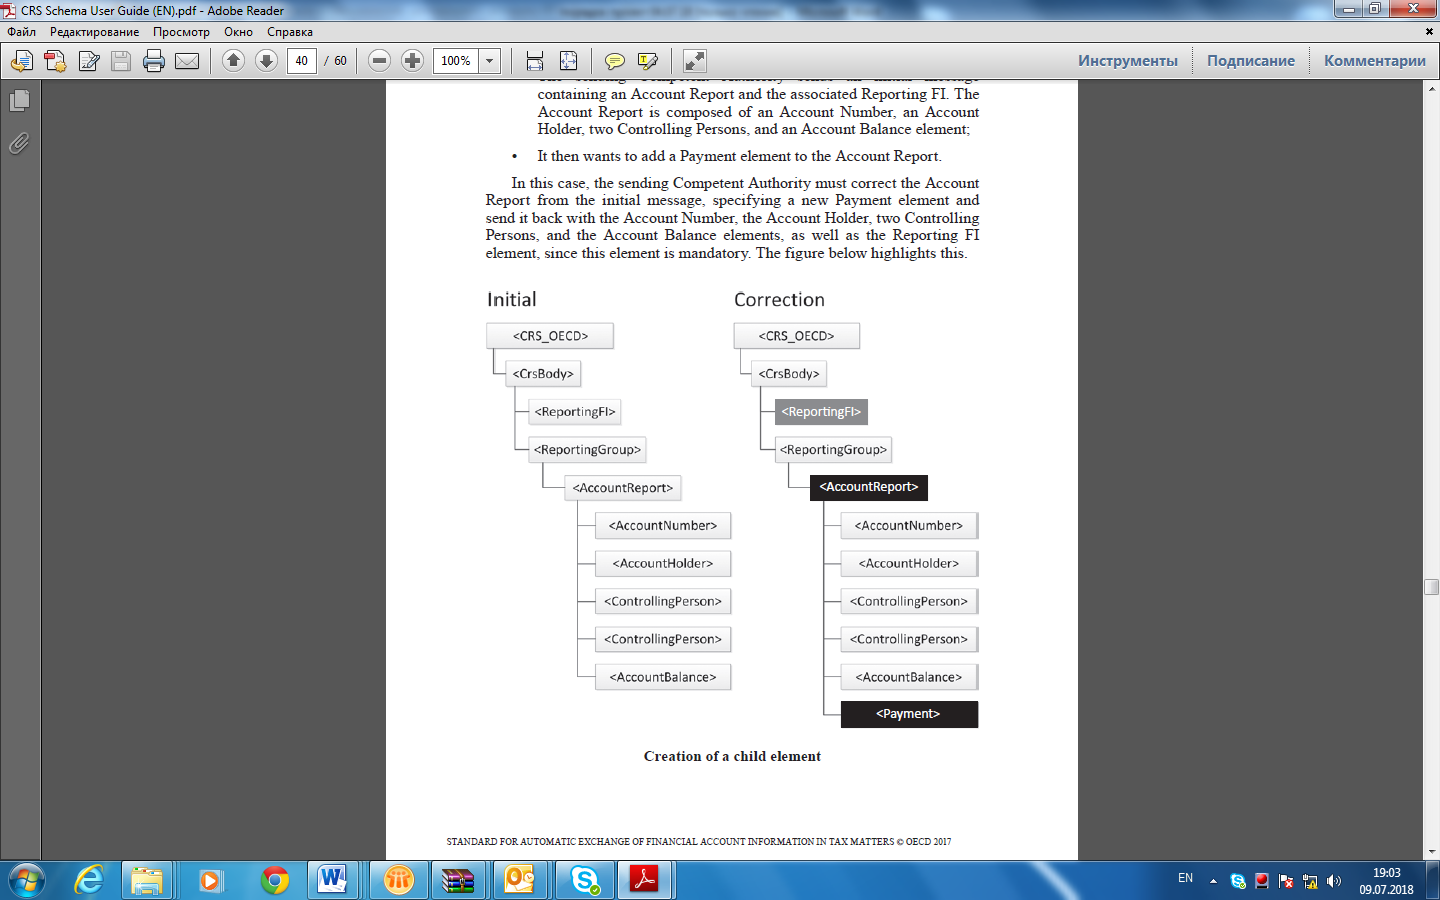 CRS Schema User Guide (EN).pdf - Adobe Reader
Файл Редактирование Просмотр Окно Справка
40 / 60 100% Инструменты Подписание Комментарии
The sending Competent Authority sends an initial message
containing an Account Report and the associated Reporting FI. The
Account Report is composed of an Account Number, an Account
Holder, two Controlling Persons, and an Account Balance element;
• It then wants to add a Payment element to the Account Report.
In this case, the sending Competent Authority must correct the Account
Report from the initial message, specifying a new Payment element and
send it back with the Account Number, the Account Holder, two Controlling
Persons, and the Account Balance elements, as well as the Reporting FI
element, since this element is mandatory. The figure below highlights this.
Initial
<CRS_OECD>
<CrsBody>
<ReportingFI>
<ReportingGroup>
<AccountReport>
<AccountNumber>
<AccountHolder>
<ControllingPerson>
<ControllingPerson>
<AccountBalance>
Correction
<CRS_OECD>
<CrsBody>
<ReportingFI>
<ReportingGroup>
<AccountReport>
<AccountNumber>
<AccountHolder>
<ControllingPerson>
<ControllingPerson>
<AccountBalance>
<Payment>
Creation of a child element
STANDARD FOR AUTOMATIC EXCHANGE OF FINANCIAL ACCOUNT INFORMATION IN TAX MATTERS © OECD 2017
EN
19:03
09.07.2018